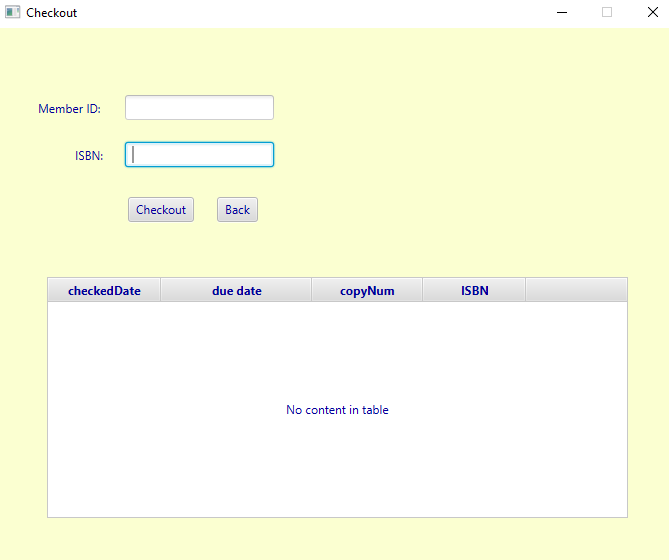 Checkout
Member ID:
ISBN:
Checkout Back
checkedDate due date copyNum ISBN
No content in table